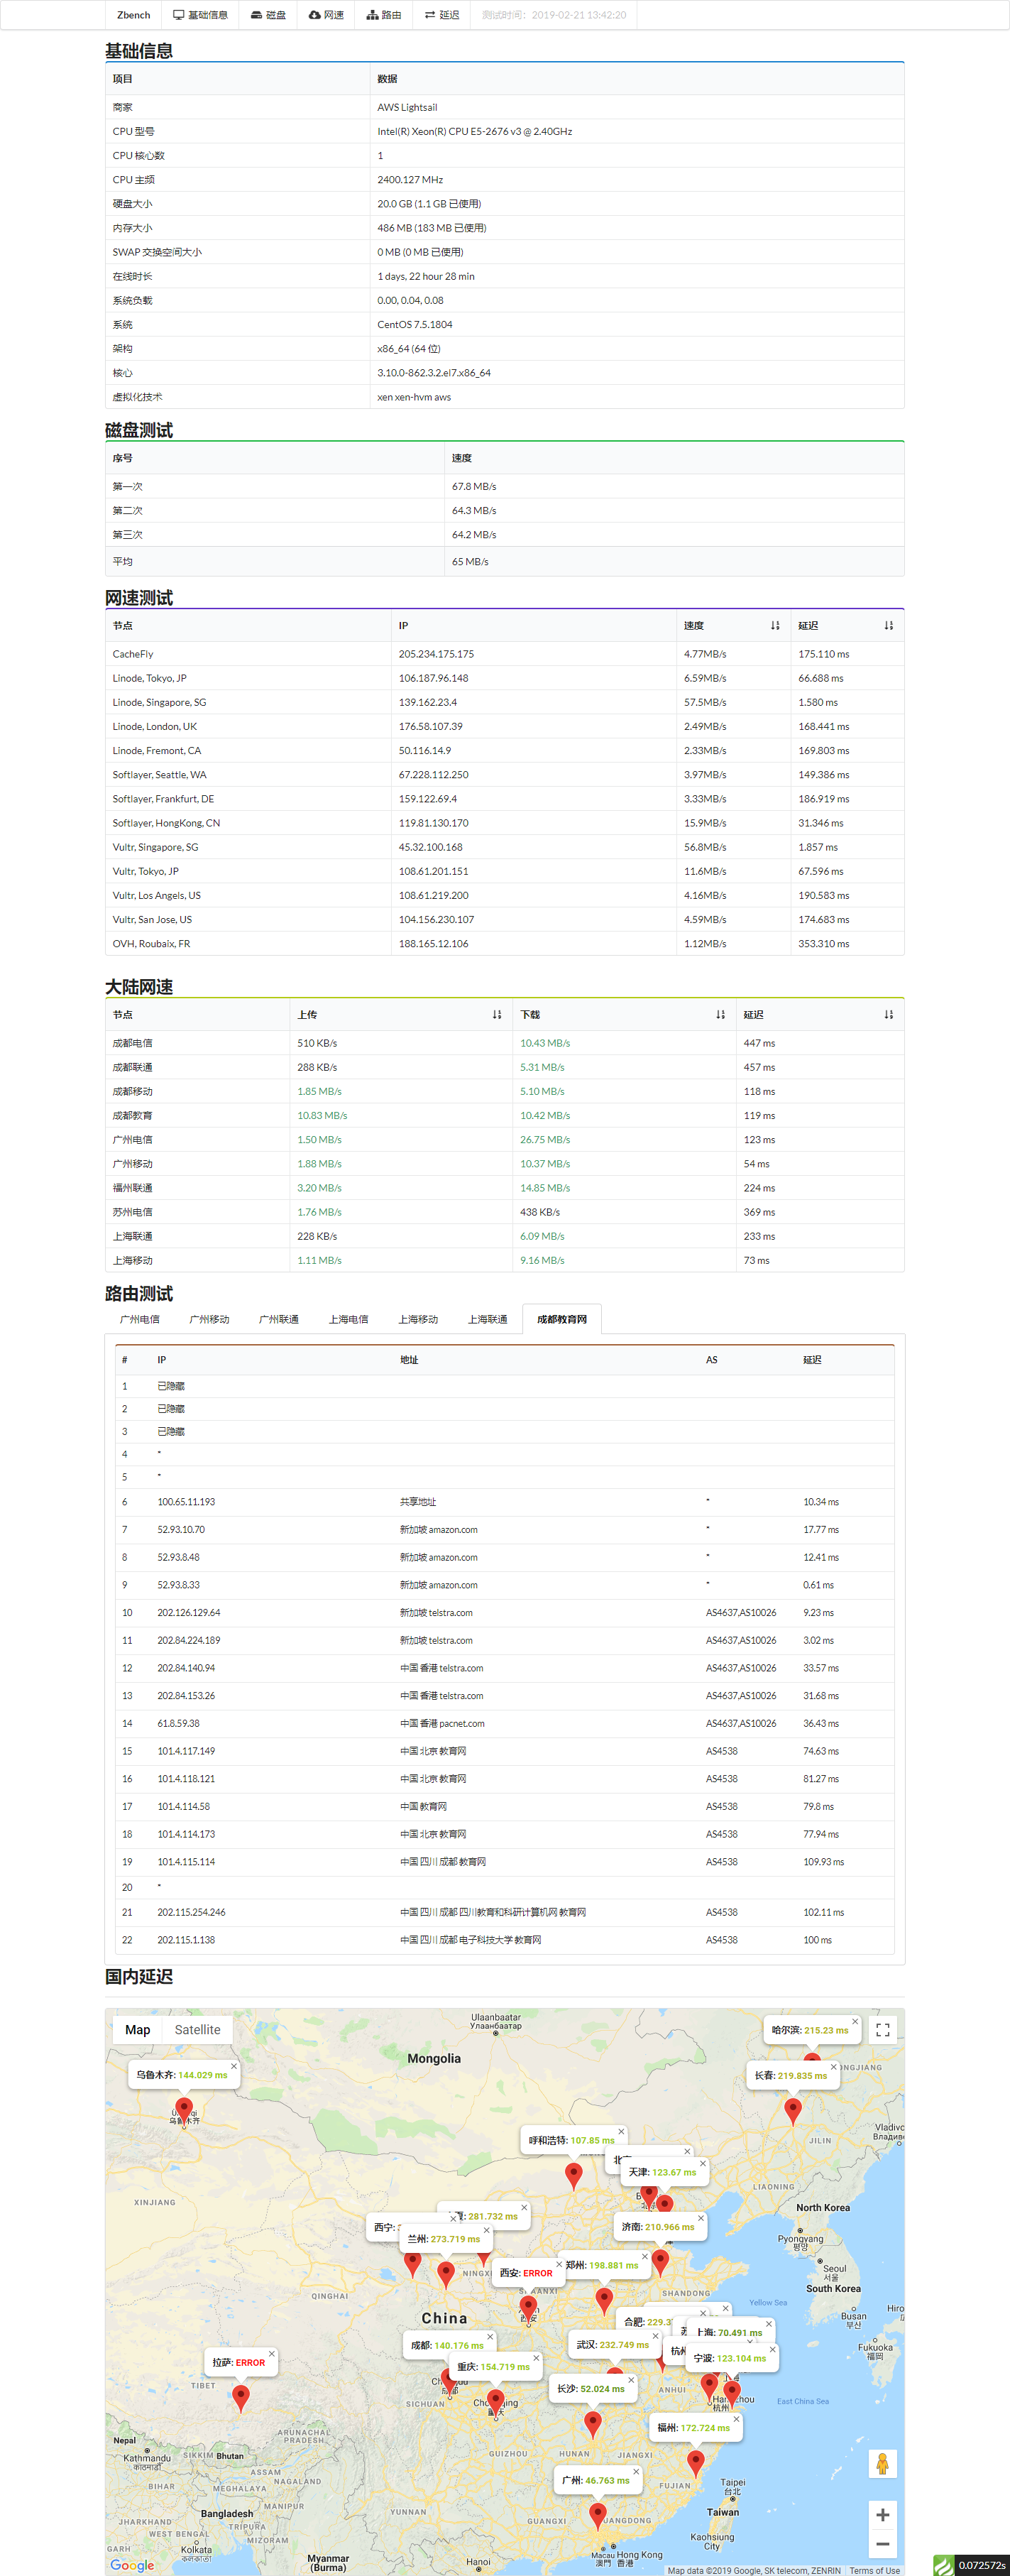 Zbench 基础信息 磁盘 网速 路由 延迟 测试时间：2019-02-21 13:42:20
基础信息
项目 数据
商家 AWS Lightsail
CPU 型号 Intel(R) Xeon(R) CPU E5-2676 v3 @ 2.40GHz
CPU 核心数 1
CPU 主频 2400.127 MHz
硬盘大小 20.0 GB (1.1 GB 已使用)
内存大小 486 MB (183 MB 已使用)
SWAP 交换空间大小 0 MB (0 MB 已使用)
在线时长 1 days, 22 hour 28 min
系统负载 0.00, 0.04, 0.08
系统 CentOS 7.5.1804
架构 x86_64 (64 位)
核心 3.10.0-862.3.2.el7.x86_64
虚拟化技术 xen xen-hvm aws
磁盘测试
序号 速度
第一次 67.8 MB/s
第二次 64.3 MB/s
第三次 64.2 MB/s
平均 65 MB/s
网速测试
节点 IP 速度 延迟
CacheFly 205.234.175.175 4.77MB/s 175.110 ms
Linode, Tokyo, JP 106.187.96.148 6.59MB/s 66.688 ms
Linode, Singapore, SG 139.162.23.4 57.5MB/s 1.580 ms
Linode, London, UK 176.58.107.39 2.49MB/s 168.441 ms
Linode, Fremont, CA 50.116.14.9 2.33MB/s 169.803 ms
Softlayer, Seattle, WA 67.228.112.250 3.97MB/s 149.386 ms
Softlayer, Frankfurt, DE 159.122.69.4 3.33MB/s 186.919 ms
Softlayer, HongKong, CN 119.81.130.170 15.9MB/s 31.346 ms
Vultr, Singapore, SG 45.32.100.168 56.8MB/s 1.857 ms
Vultr, Tokyo, JP 108.61.201.151 11.6MB/s 67.596 ms
Vultr, Los Angels, US 108.61.219.200 4.16MB/s 190.583 ms
Vultr, San Jose, US 104.156.230.107 4.59MB/s 174.683 ms
OVH, Roubaix, FR 188.165.12.106 1.12MB/s 353.310 ms
大陆网速
节点 上传 下载 延迟
成都电信 510 KB/s 10.43 MB/s 447 ms
成都联通 288 KB/s 5.31 MB/s 457 ms
成都移动 1.85 MB/s 5.10 MB/s 118 ms
成都教育 10.83 MB/s 10.42 MB/s 119 ms
广州电信 1.50 MB/s 26.75 MB/s 123 ms
广州移动 1.88 MB/s 10.37 MB/s 54 ms
福州联通 3.20 MB/s 14.85 MB/s 224 ms
苏州电信 1.76 MB/s 438 KB/s 369 ms
上海联通 228 KB/s 6.09 MB/s 233 ms
上海移动 1.11 MB/s 9.16 MB/s 73 ms
路由测试
广州电信 广州移动 广州联通 上海电信 上海移动 上海联通 成都教育网
# IP 地址 AS 延迟
1 已隐藏
2 已隐藏
3 已隐藏
4 *
5 *
6 100.65.11.193 共享地址 * 10.34 ms
7 52.93.10.70 新加坡 amazon.com * 17.77 ms
8 52.93.8.48 新加坡 amazon.com * 12.41 ms
9 52.93.8.33 新加坡 amazon.com * 0.61 ms
10 202.126.129.64 新加坡 telstra.com AS4637,AS10026 9.23 ms
11 202.84.224.189 新加坡 telstra.com AS4637,AS10026 3.02 ms
12 202.84.140.94 中国 香港 telstra.com AS4637,AS10026 33.57 ms
13 202.84.153.26 中国 香港 telstra.com AS4637,AS10026 31.68 ms
14 61.8.59.38 中国 香港 pacnet.com AS4637,AS10026 36.43 ms
15 101.4.117.149 中国 北京 教育网 AS4538 74.63 ms
16 101.4.118.121 中国 北京 教育网 AS4538 81.27 ms
17 101.4.114.58 中国 教育网 AS4538 79.8 ms
18 101.4.114.173 中国 北京 教育网 AS4538 77.94 ms
19 101.4.115.114 中国 四川 成都 教育网 AS4538 109.93 ms
20 *
21 202.115.254.246 中国 四川 成都 四川教育和科研计算机网 教育网 AS4538 102.11 ms
22 202.115.1.138 中国 四川 成都 电子科技大学 教育网 AS4538 100 ms
国内延迟
Map Satellite
Ulaanbaatar
Улаанбаатар
哈尔滨: 215.23 ms
Mongolia
乌鲁木齐: 144.029 ms
长春: 219.835 ms
乌鲁木齐
JILIN
呼和浩特: 107.85 ms
天津: 123.67 ms
LIAONING
XINJIANG
North Korea
281.732 ms
西宁:
兰州: 273.719 ms
济南: 210.966 ms
Pyongyang
평양
Seoul
서울
South Korea
郑州: 198.881 ms
西安: ERROR
QINGHAI
SHANDONG
Yellow Sea
Busan
부산
China
合肥: 229.3
上海: 70.491 ms
Fukuoka
福岡
成都: 140.176 ms
武汉: 232.749 ms
宁波: 123.104 ms
拉萨: ERROR
重庆: 154.719 ms
TIBET
长沙: 52.024 ms
ANHUI
SICHUAN
East China Sea
福州: 172.724 ms
Nepal
Kathmandu
SIKKIM Bhutan
ARUNACHAL PRADESH
ASSAM
NAGALAND
MEGHALAYA
BIHAR
GUIZHOU HUNAN JIANGXI
广州: 46.763 ms
FUJIAN
Taipei
台北
Taiwan
MANIPUR
Bangladesh
JHARKHAND
TRIPURA
WEST BENGAL
MIZORAM
YUNNAN
GUANGXI
Kolkata
Kaohsiung City
Myanmar (Burma)
Hanoi
Macau
澳門
Hong Kong
香港
Google
Map data ©2019 Google, SK telecom, ZENRIN Terms of Use
0.072572s